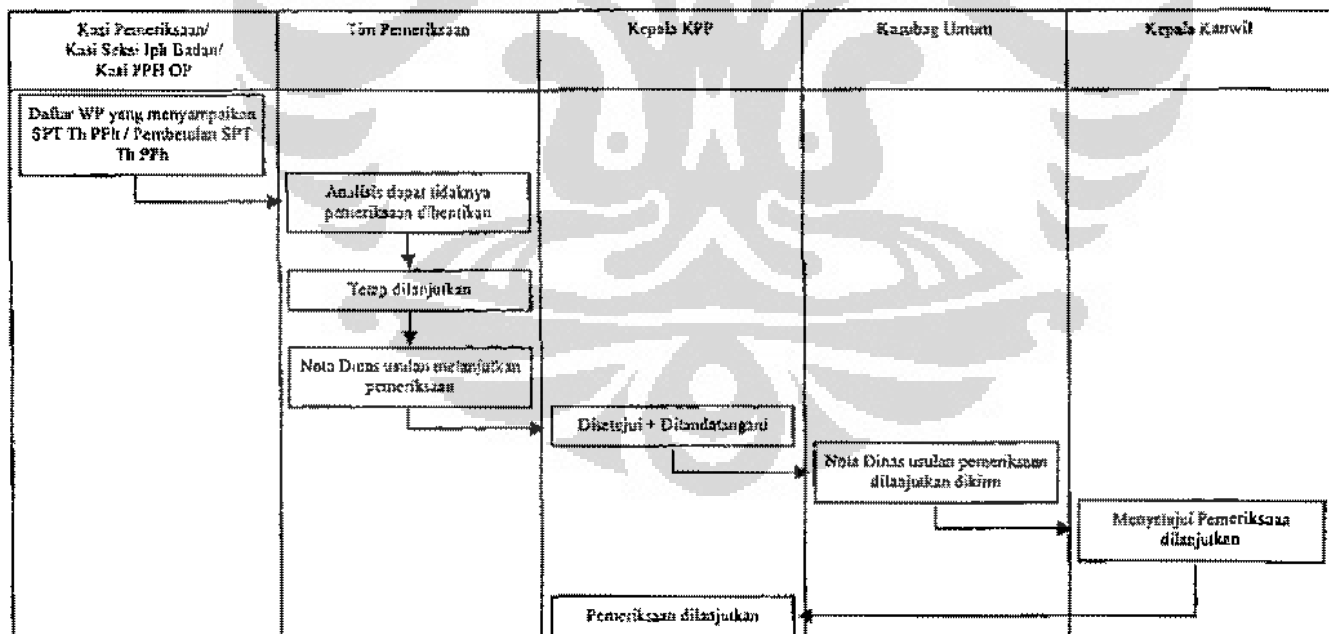 Kasi Pemeriksaan/
Kasi Seksi Pph Badan/
Kasi PPH OP
Tim Pemeriksaan
Kepala KPP
Kasubag Umum
Kepala Kanwil
Daftar WP yang menyampaikan
SPT Th PPh / Pembetulan SPT
Th PPh
Analisis dapat tidaknya
pemeriksaan dihentikan
Tetap dilanjutkan
Nota Dinas usulan melanjutkan
pemeriksaan
Disetujui + Ditandatangani
Nota Dinas usulan pemeriksaan
dilanjutkan dikirim
Menyetujui Pemeriksaan
dilanjutkan
Pemeriksaan dilanjutkan